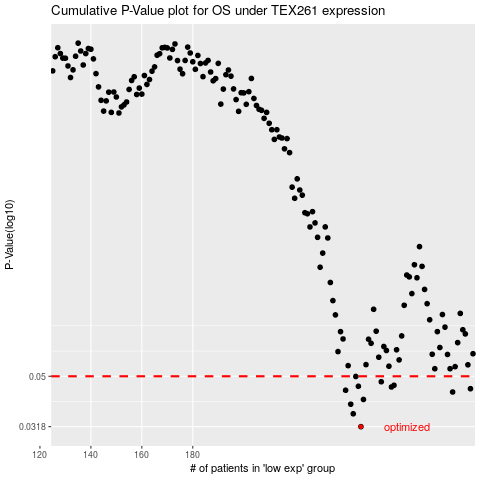 Cumulative P-Value plot for OS under TEX261 expression
P-Value(log10)
0.05
0.0318
optimized
120 140 160 180
# of patients in 'low exp' group